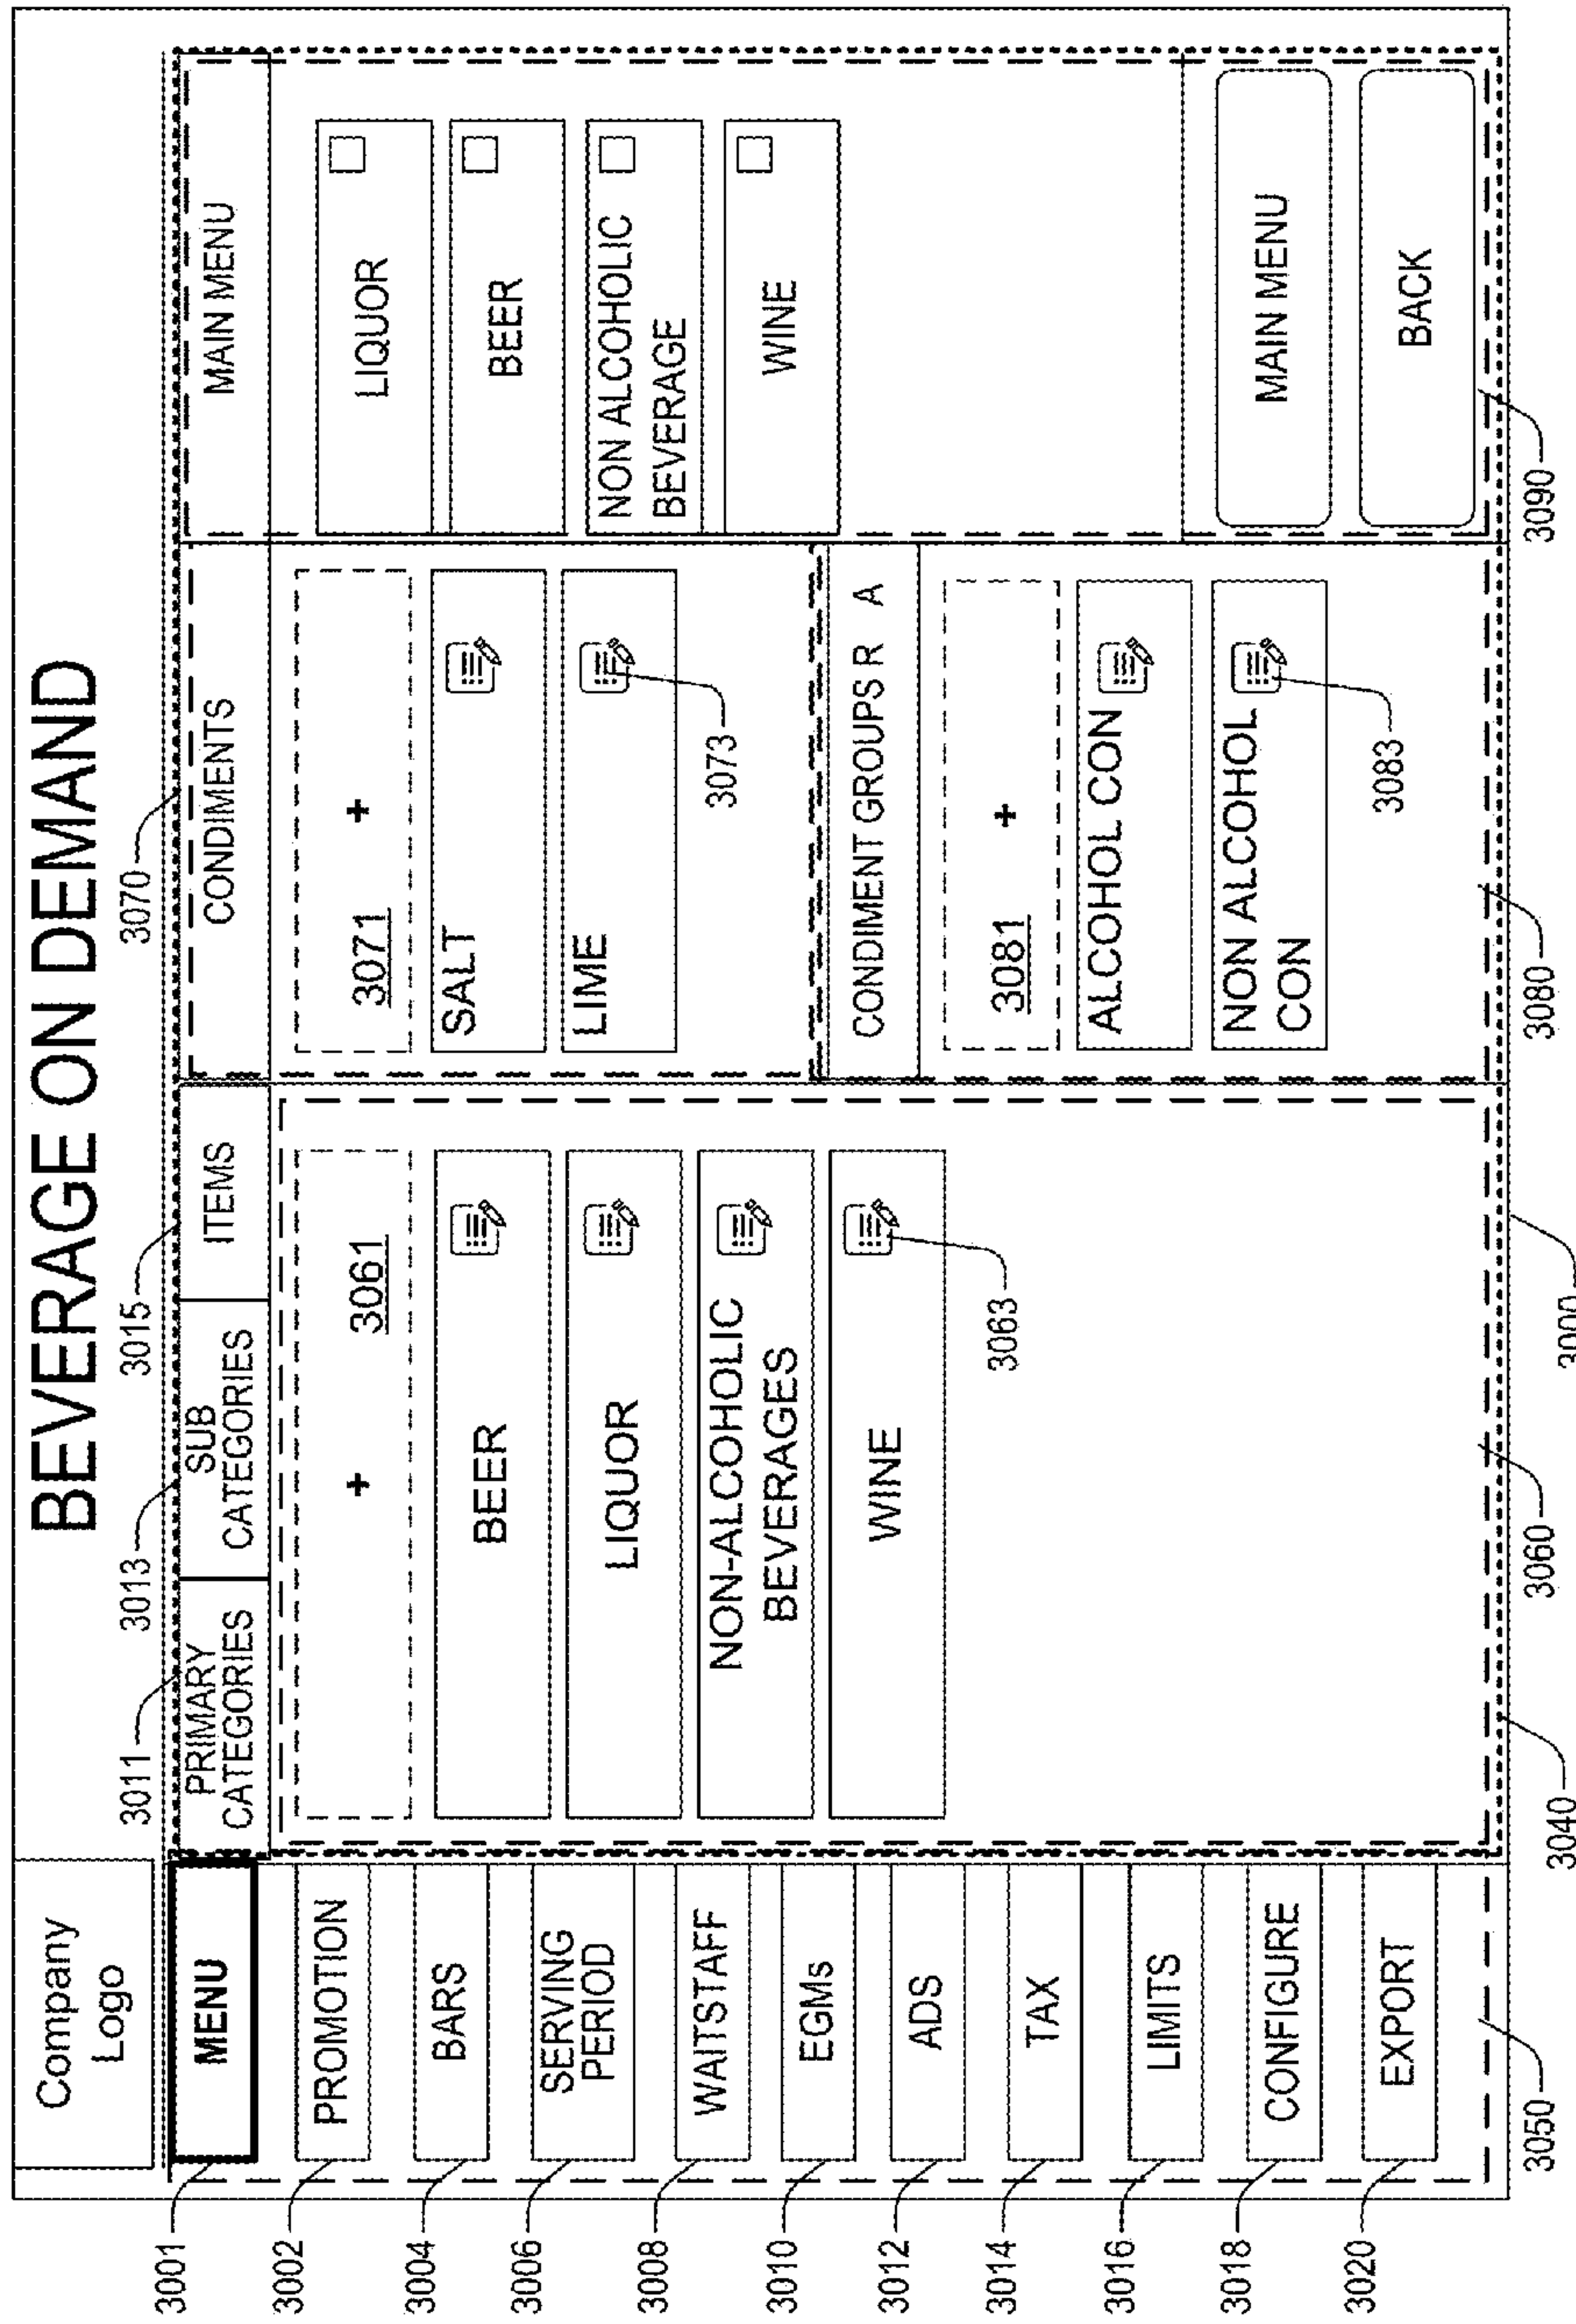 BEVERAGE ON DEMAND
Company
Logo
3070
3015
3013
3011
3001
MENU
PRIMARY
CATEGORIES
SUB
CATEGORIES
ITEMS
CONDIMENTS
MAIN MENU
3002
PROMOTION
3004
BARS
3006
SERVING
PERIOD
3008
WAITSTAFF
3010
EGMs
3012
ADS
3014
TAX
3016
LIMITS
3018
CONFIGURE
3020
EXPORT
3050
+ 3061
BEER
LIQUOR
NON-ALCOHOLIC
BEVERAGES
WINE
3063
3040
3060
3071 +
SALT
LIME
3073
CONDIMENT GROUPS R A
3081 +
ALCOHOL CON
NON ALCOHOL
CON
3083
3080
LIQUOR
BEER
NON ALCOHOLIC
BEVERAGE
WINE
MAIN MENU
BACK
3090